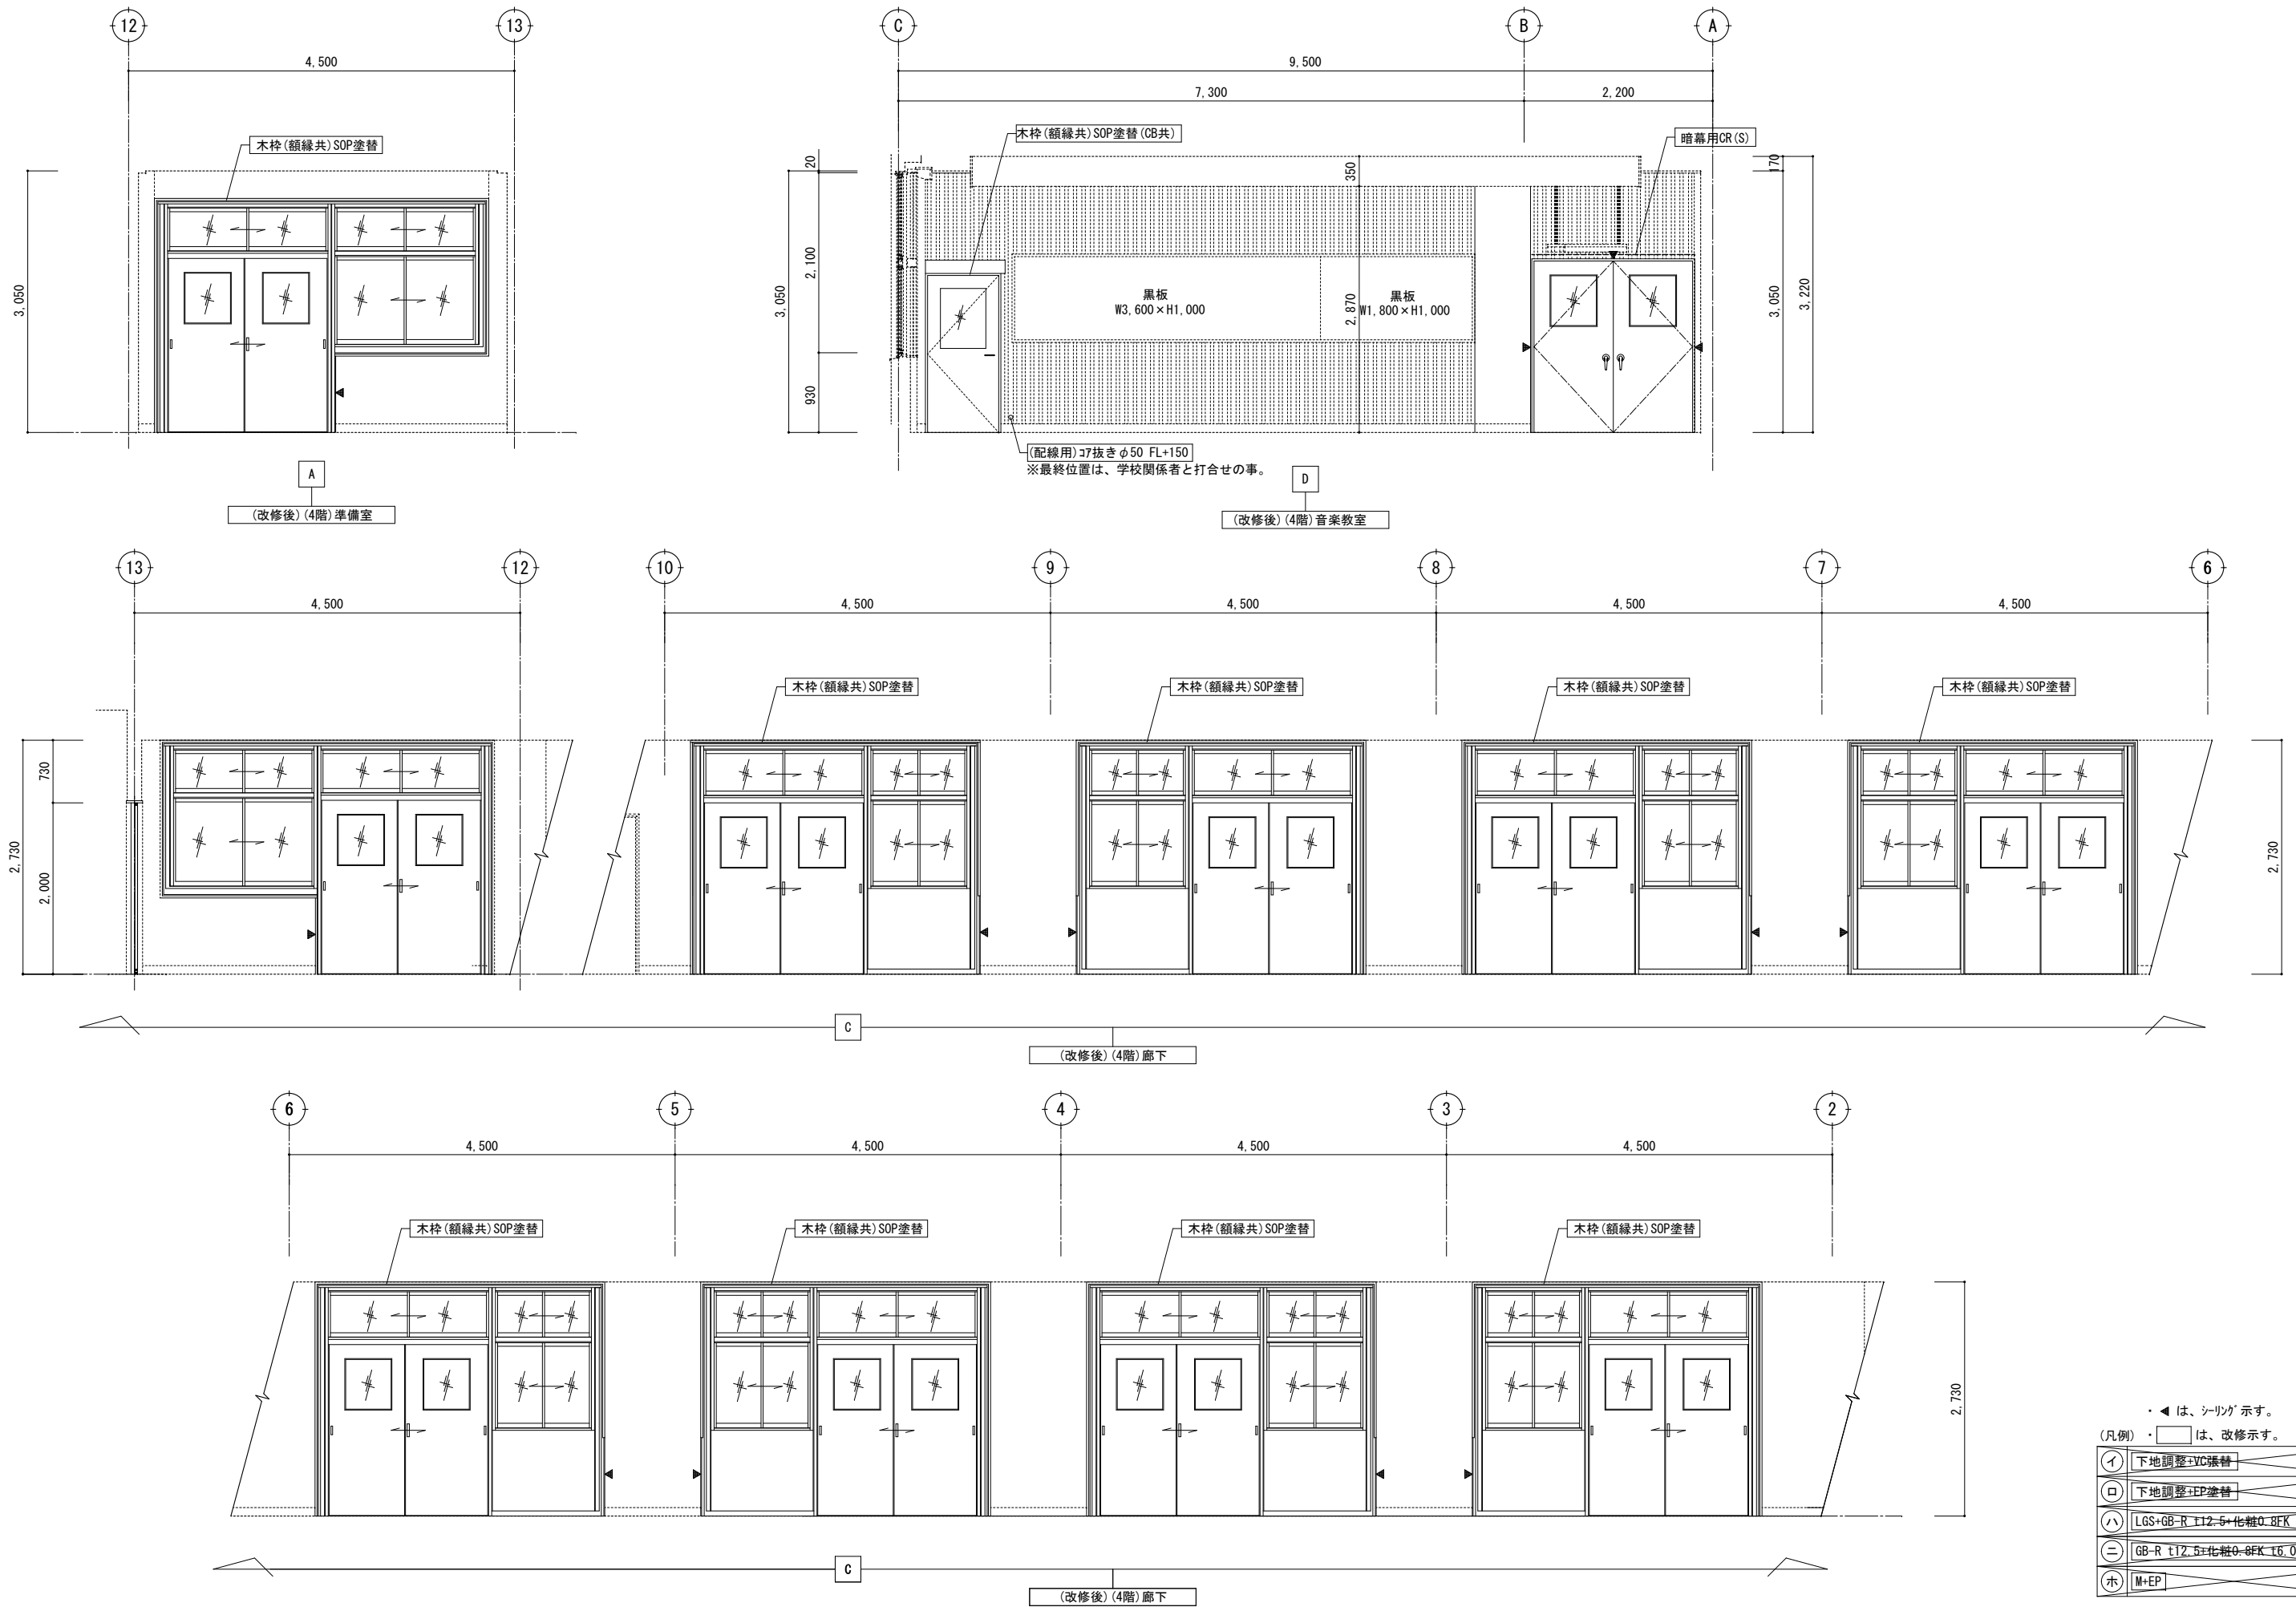 12
13
4,500
木枠(額縁共)SOP塗替
3,050
A
(改修後)(4階)準備室
C
B
A
9,500
7,300
2,200
木枠(額縁共)SOP塗替(CB共)
暗幕用CR(S)
20
2,100
930
3,050
350
2,870
170
3,050
3,220
黒板
W3,600×H1,000
黒板
W1,800×H1,000
(配線用)コア抜きφ50 FL+150
※最終位置は、学校関係者と打合せの事。
D
(改修後)(4階)音楽教室
13
12
10
9
8
7
6
4,500
4,500
4,500
4,500
4,500
木枠(額縁共)SOP塗替
木枠(額縁共)SOP塗替
木枠(額縁共)SOP塗替
木枠(額縁共)SOP塗替
730
2,000
2,730
2,730
C
(改修後)(4階)廊下
6
5
4
3
2
4,500
4,500
4,500
4,500
木枠(額縁共)SOP塗替
木枠(額縁共)SOP塗替
木枠(額縁共)SOP塗替
木枠(額縁共)SOP塗替
2,730
C
(改修後)(4階)廊下
・◀ は、シーリング示す。
(凡例) ・ は、改修示す。
イ 下地調整+VC張替
ロ 下地調整+EP塗替
ハ LGS+GB-R t12.5+化粧0.8FK
ニ GB-R t12.5+化粧0.8FK t6.0
ホ M+EP